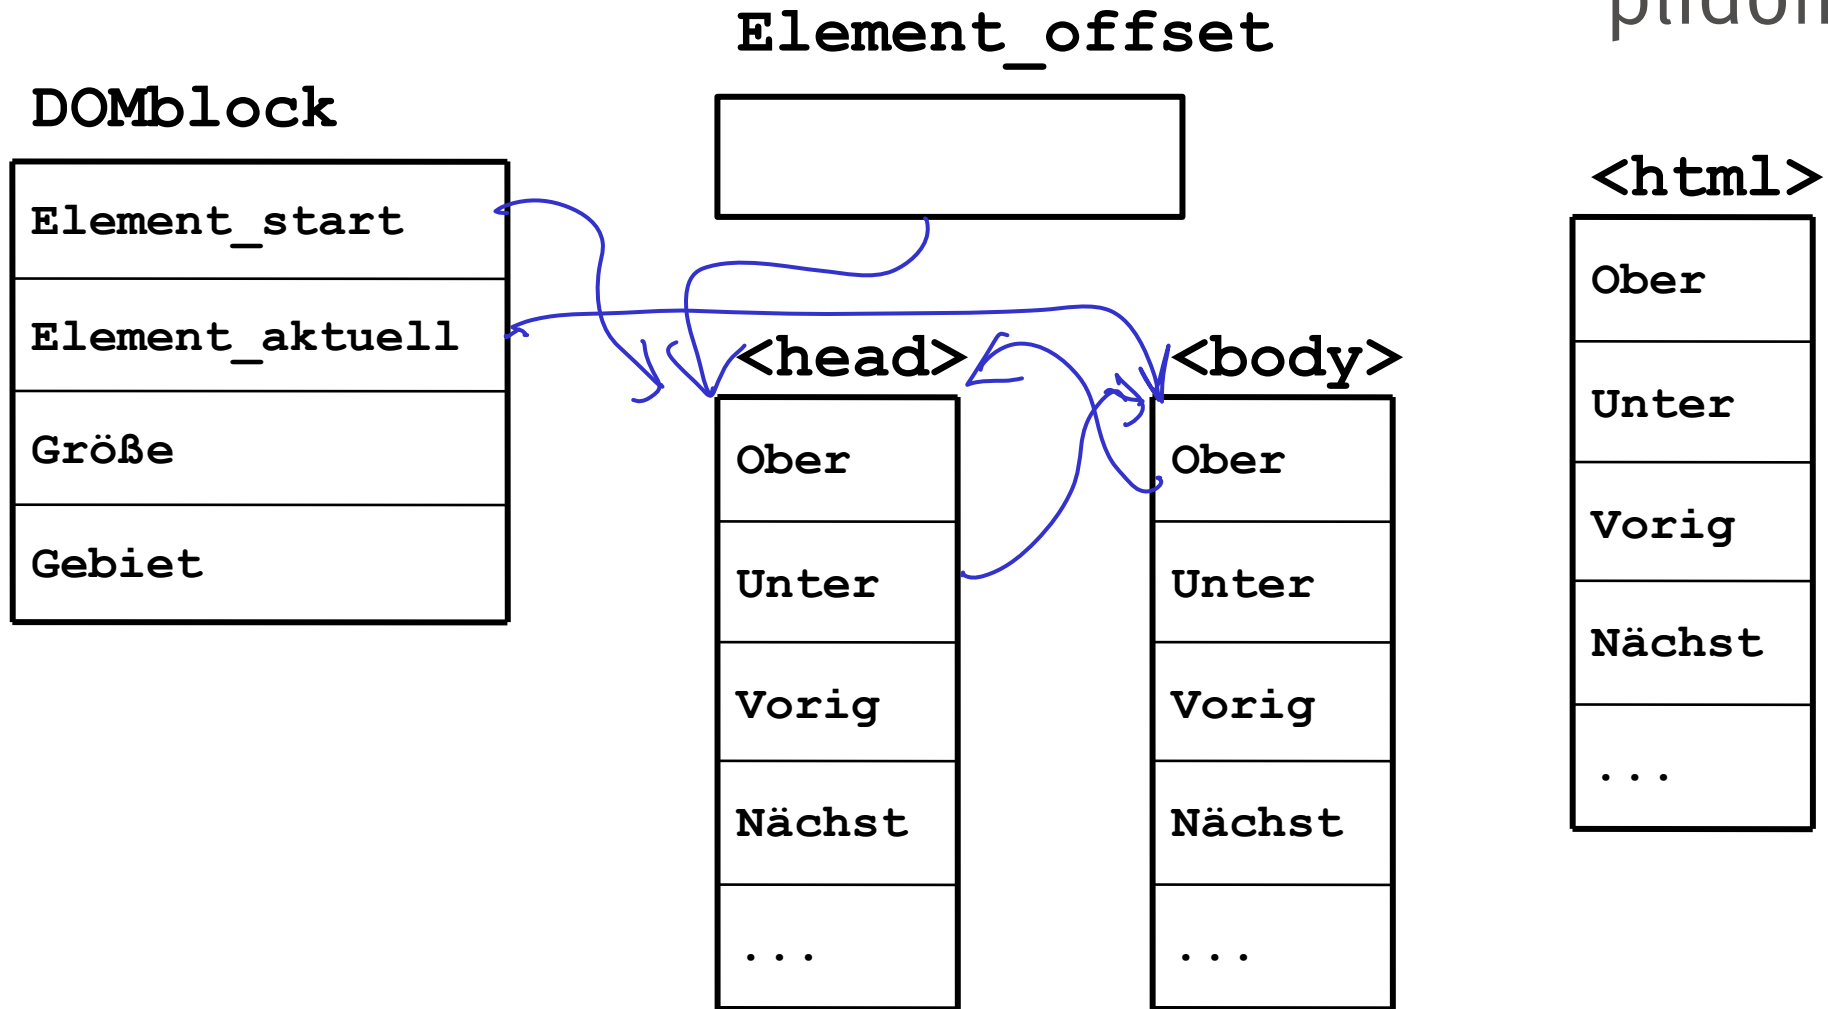 Element_offset
DOMblock
Element_start
Element_aktuell
Größe
Gebiet
<head>
Ober
Unter
Vorig
Nächst
...
<body>
Ober
Unter
Vorig
Nächst
...
<html>
Ober
Unter
Vorig
Nächst
...